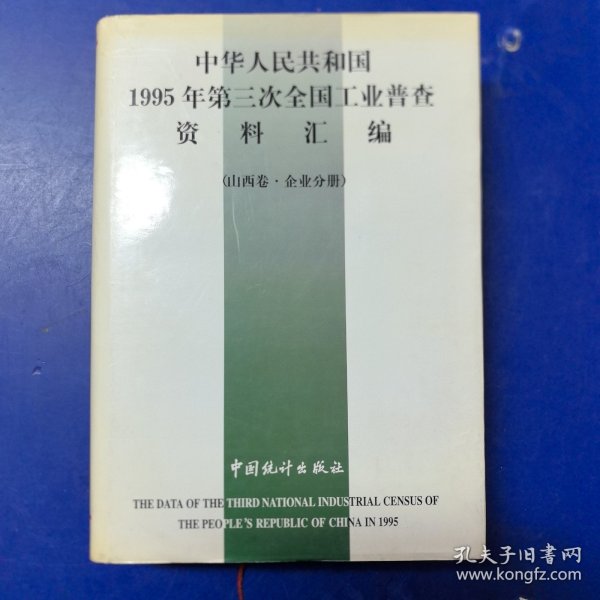 中华人民共和国
1995年第三次全国工业普查
资料汇编
(山西卷·企业分册)
中国统计出版社
THE DATA OF THE THIRD NATIONAL INDUSTRIAL CENSUS OF
THE PEOPLE'S REPUBLIC OF CHINA IN 1995
孔夫子旧书网
www.kongfz.com